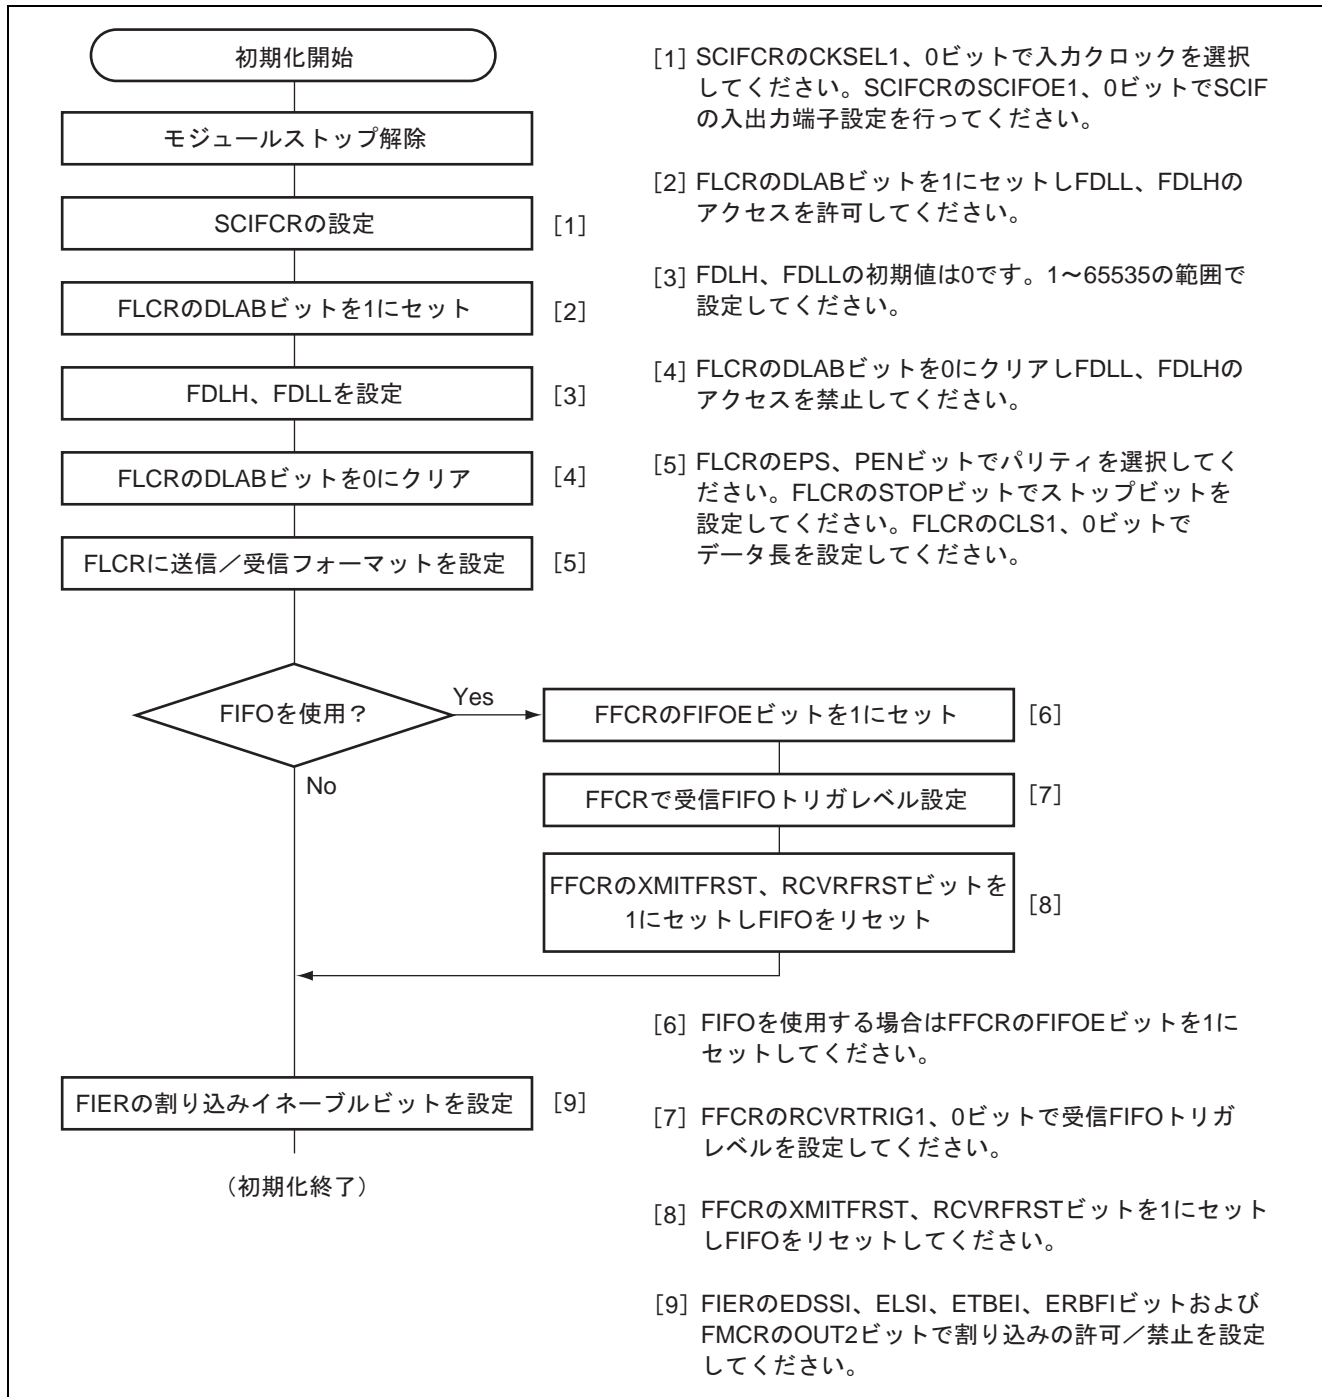 初期化開始
モジュールストップ解除
SCIFCRの設定
[1]
FLCRのDLABビットを1にセット
[2]
FDLH、FDLLを設定
[3]
FLCRのDLABビットを0にクリア
[4]
FLCRに送信／受信フォーマットを設定
[5]
FIFOを使用？
Yes
No
FFCRのFIFOEビットを1にセット
[6]
FFCRで受信FIFOトリガレベル設定
[7]
FFCRのXMITFRST、RCVRFRSTビットを
1にセットしFIFOをリセット
[8]
FIERの割り込みイネーブルビットを設定
[9]
（初期化終了）
[1] SCIFCRのCKSEL1、0ビットで入力クロックを選択
してください。SCIFCRのSCIFOE1、0ビットでSCIF
の入出力端子設定を行ってください。
[2] FLCRのDLABビットを1にセットしFDLL、FDLHの
アクセスを許可してください。
[3] FDLH、FDLLの初期値は0です。1〜65535の範囲で
設定してください。
[4] FLCRのDLABビットを0にクリアしFDLL、FDLHの
アクセスを禁止してください。
[5] FLCRのEPS、PENビットでパリティを選択してく
ださい。FLCRのSTOPビットでストップビットを
設定してください。FLCRのCLS1、0ビットで
データ長を設定してください。
[6] FIFOを使用する場合はFFCRのFIFOEビットを1に
セットしてください。
[7] FFCRのRCVRTRIG1、0ビットで受信FIFOトリガ
レベルを設定してください。
[8] FFCRのXMITFRST、RCVRFRSTビットを1にセット
しFIFOをリセットしてください。
[9] FIERのEDSSI、ELSI、ETBEI、ERBFIビットおよび
FMCRのOUT2ビットで割り込みの許可／禁止を設定
してください。